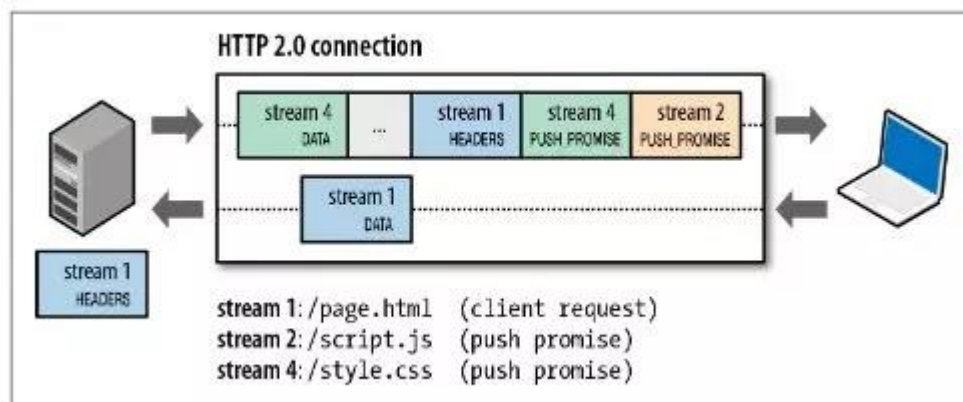 HTTP 2.0 connection
stream 4
DATA
...
stream 1
HEADERS
stream 4
PUSH_PROMISE
stream 2
PUSH_PROMISE
stream 1
DATA
stream 1
HEADERS
stream 1: /page.html (client request)
stream 2: /script.js (push promise)
stream 4: /style.css (push promise)